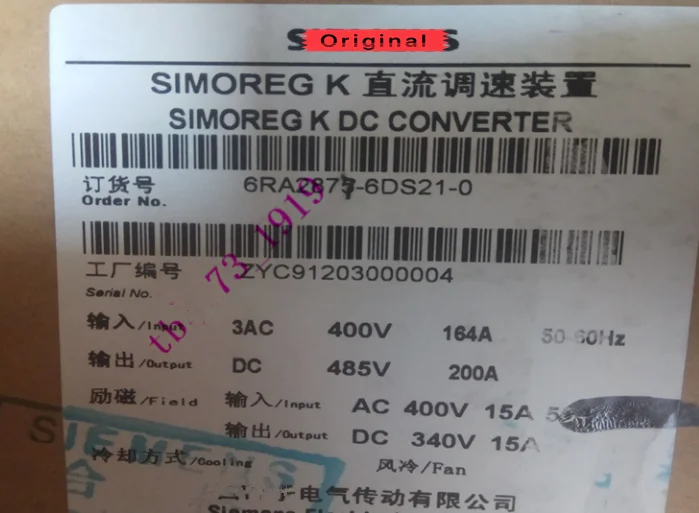 Original
SIMOREG K 直流调速装置
SIMOREG K DC CONVERTER
订货号 6RA2877-6DS21-0
Order No.
工厂编号 ZYC91203000004
Serial No.
tb 73_1919
输入/Input 3AC 400V 164A 50-60Hz
输出/Output DC 485V 200A
励磁/Field 输入/Input AC 400V 15A
输出/Output DC 340V 15A
SIEMENS
冷却方式/Cooling 风冷/Fan
电气传动有限公司